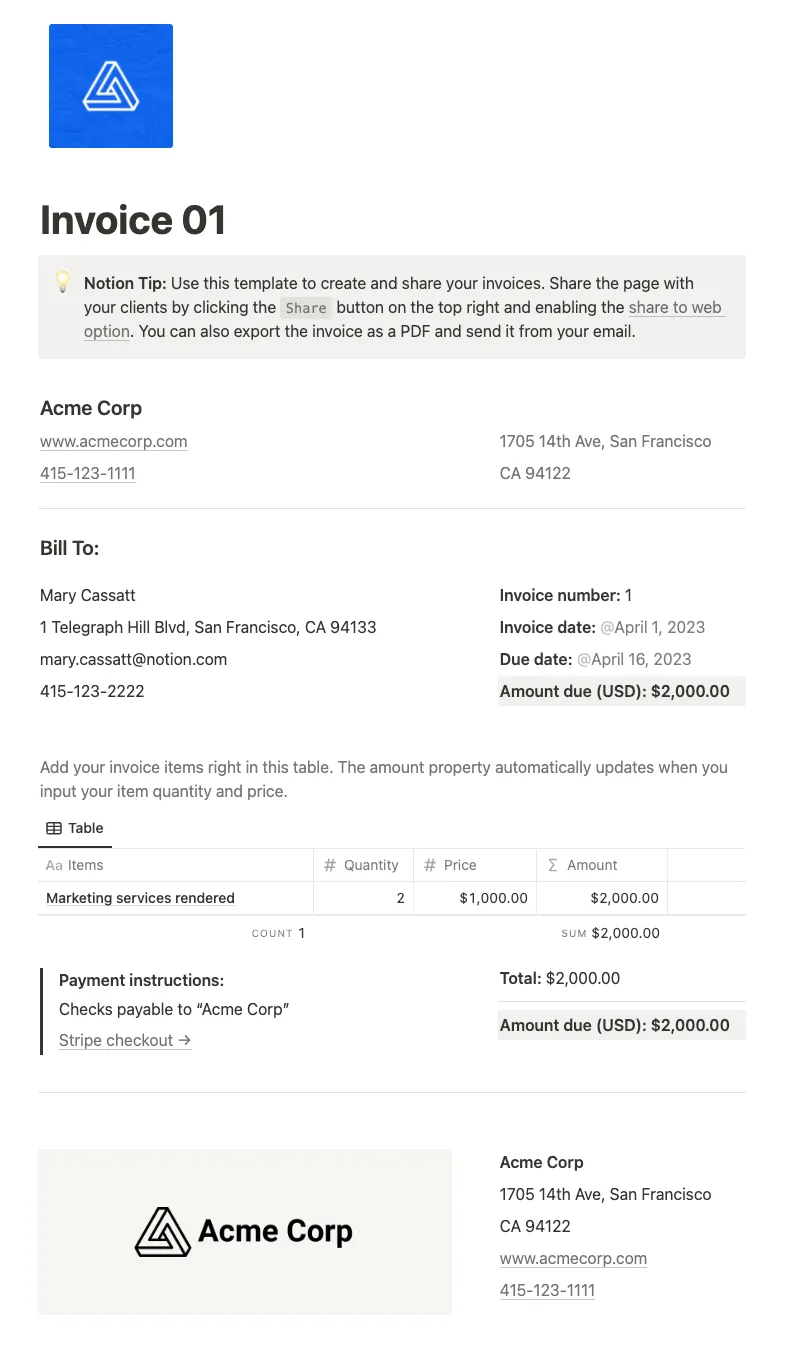 Invoice 01
💡 Notion Tip: Use this template to create and share your invoices. Share the page with
your clients by clicking the Share button on the top right and enabling the share to web
option. You can also export the invoice as a PDF and send it from your email.
Acme Corp
www.acmecorp.com
415-123-1111
1705 14th Ave, San Francisco
CA 94122
Bill To:
Mary Cassatt
1 Telegraph Hill Blvd, San Francisco, CA 94133
mary.cassatt@notion.com
415-123-2222
Invoice number: 1
Invoice date: @April 1, 2023
Due date: @April 16, 2023
Amount due (USD): $2,000.00
Add your invoice items right in this table. The amount property automatically updates when you
input your item quantity and price.
Table
Aa Items # Quantity # Price Σ Amount
Marketing services rendered 2 $1,000.00 $2,000.00
COUNT 1 SUM $2,000.00
Payment instructions:
Checks payable to “Acme Corp”
Stripe checkout →
Total: $2,000.00
Amount due (USD): $2,000.00
Acme Corp
Acme Corp
1705 14th Ave, San Francisco
CA 94122
www.acmecorp.com
415-123-1111